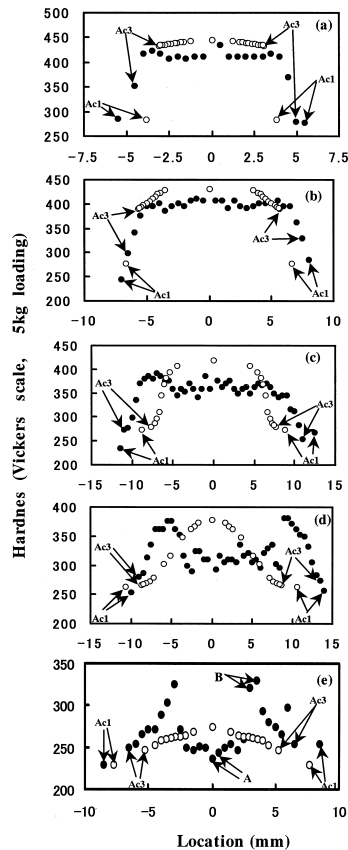 Hardnes (Vickers scale, 5kg loading)
500
450
400
350
300
250
(a)
Ac3
Ac3
Ac1
Ac1
-7.5 -5 -2.5 0 2.5 5 7.5
450
400
350
300
250
200
(b)
Ac3
Ac3
Ac1
Ac1
-5 0 5 10
450
400
350
300
250
200
(c)
Ac3
Ac3
Ac1
Ac1
-15 -10 -5 0 5 10 15
400
350
300
250
200
(d)
Ac3
Ac3
Ac1
Ac1
-15 -10 -5 0 5 10 15
350
300
250
200
(e)
B
Ac3
Ac1
Ac3
A
Ac1
-10 -5 0 5 10
Location (mm)